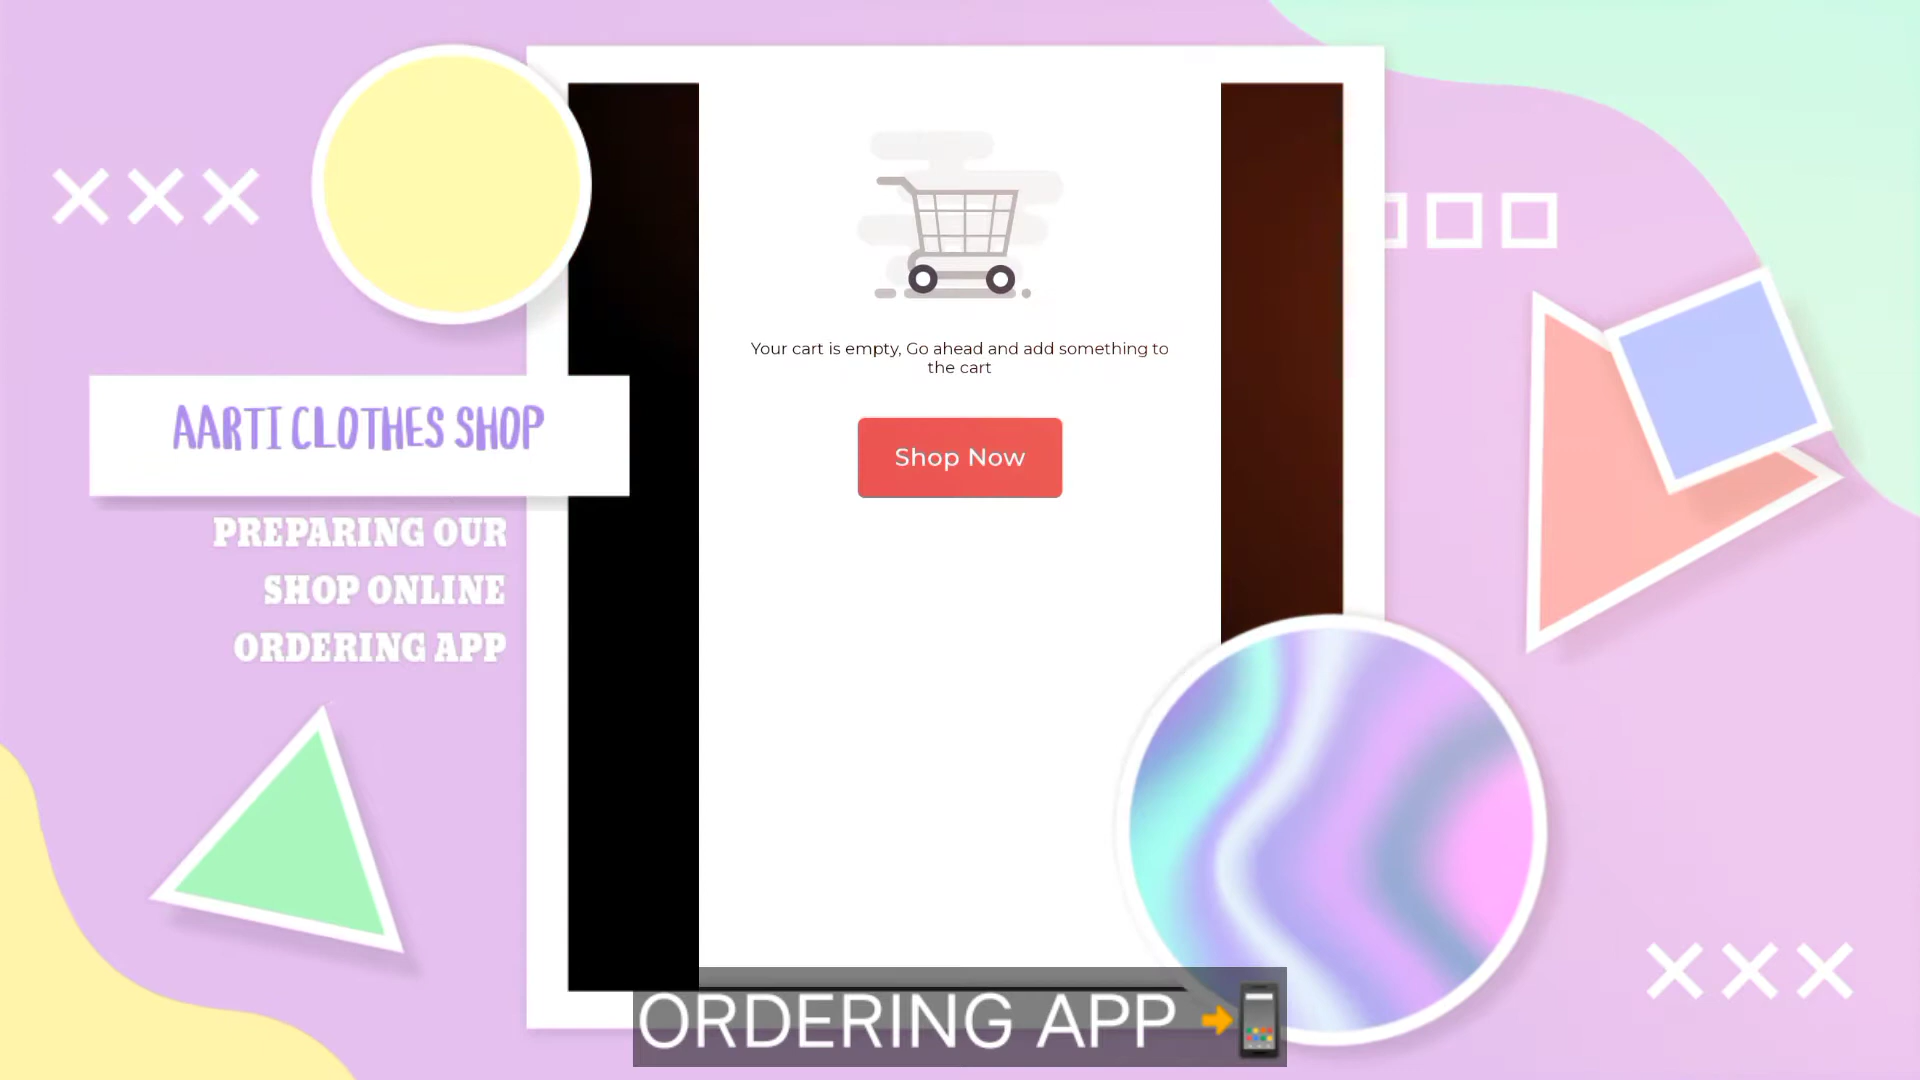 Your cart is empty, Go ahead and add something to
the cart
Shop Now
AARTI CLOTHES SHOP
PREPARING OUR
SHOP ONLINE
ORDERING APP
ORDERING APP